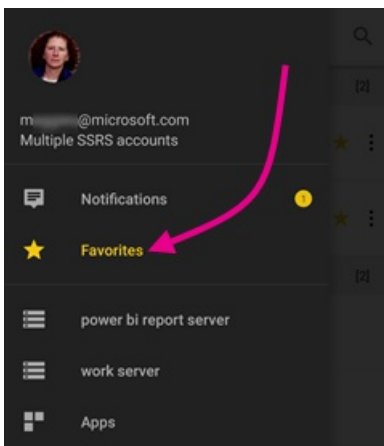 [2]
m @microsoft.com
Multiple SSRS accounts
Notifications 1
Favorites
[2]
power bi report server
work server
Apps